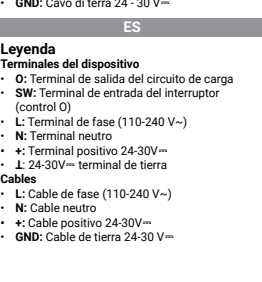 • GND: Cavo di terra 24 - 30 V⎓
ES
Leyenda
Terminales del dispositivo
• O: Terminal de salida del circuito de carga
• SW: Terminal de entrada del interruptor
(control O)
• L: Terminal de fase (110-240 V~)
• N: Terminal neutro
• +: Terminal positivo 24-30V⎓
• ⊥: 24-30V⎓ terminal de tierra
Cables
• L: Cable de fase (110-240 V~)
• N: Cable neutro
• +: Cable positivo 24-30V⎓
• GND: Cable de tierra 24-30 V⎓